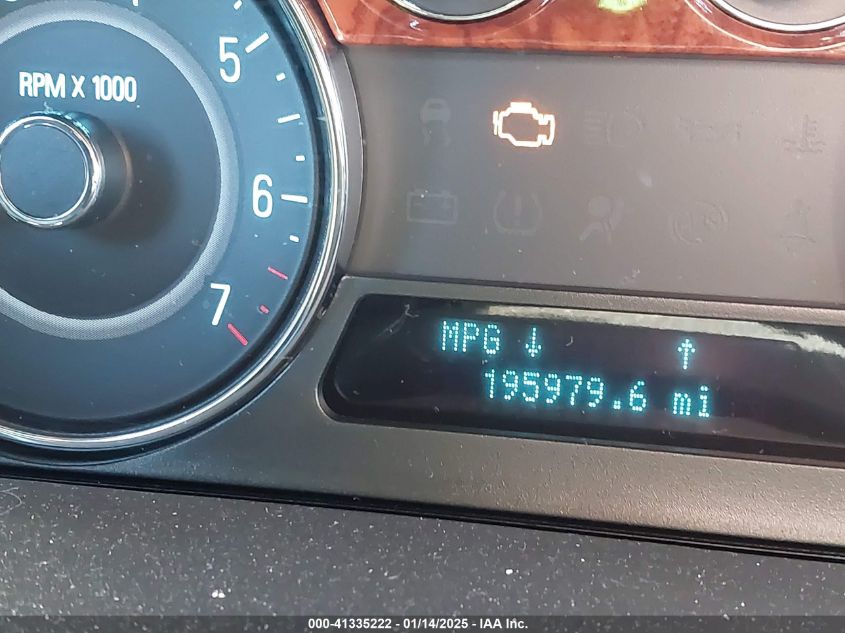 5
RPM X 1000
6
7
MPG ↓ ↑
195979.6 mi
000-41335222 - 01/14/2025 - IAA Inc.